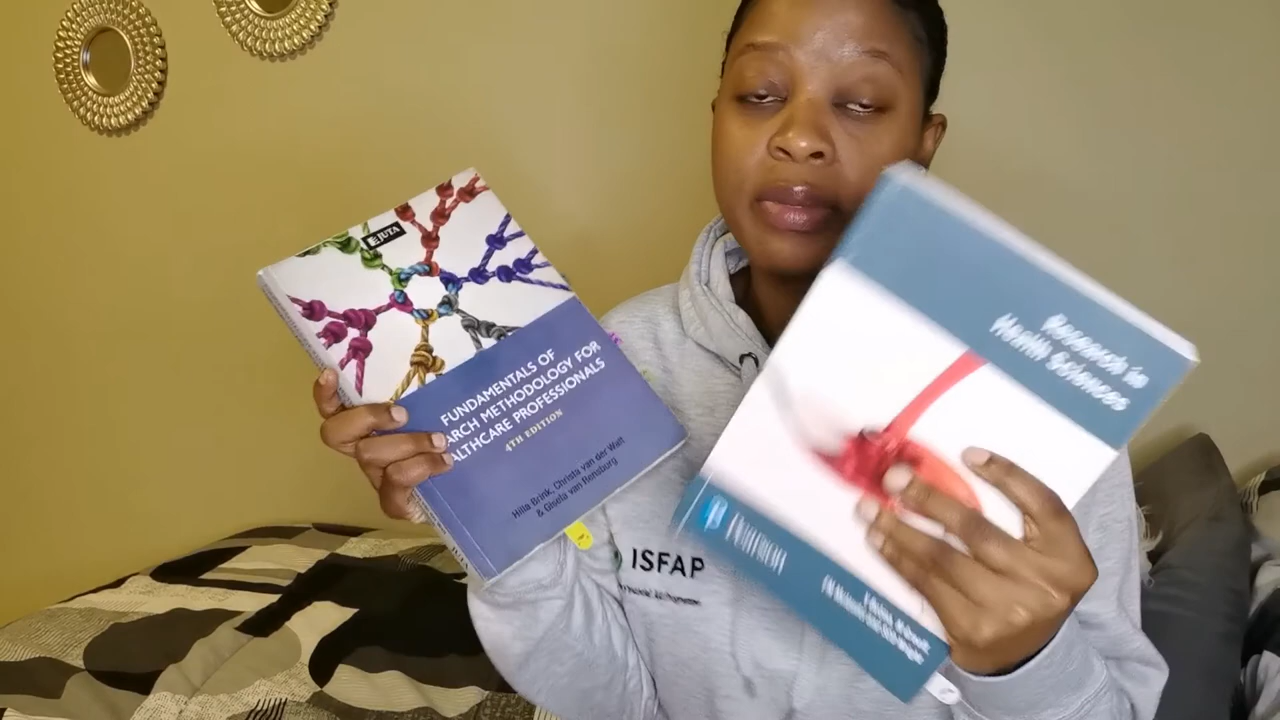 JUTA
FUNDAMENTALS OF
ARCH METHODOLOGY FOR
ALTHCARE PROFESSIONALS
4TH EDITION
Hilla Brink, Christa van der Walt
& Gisela van Rensburg
ISFAP
Research in
Health Sciences